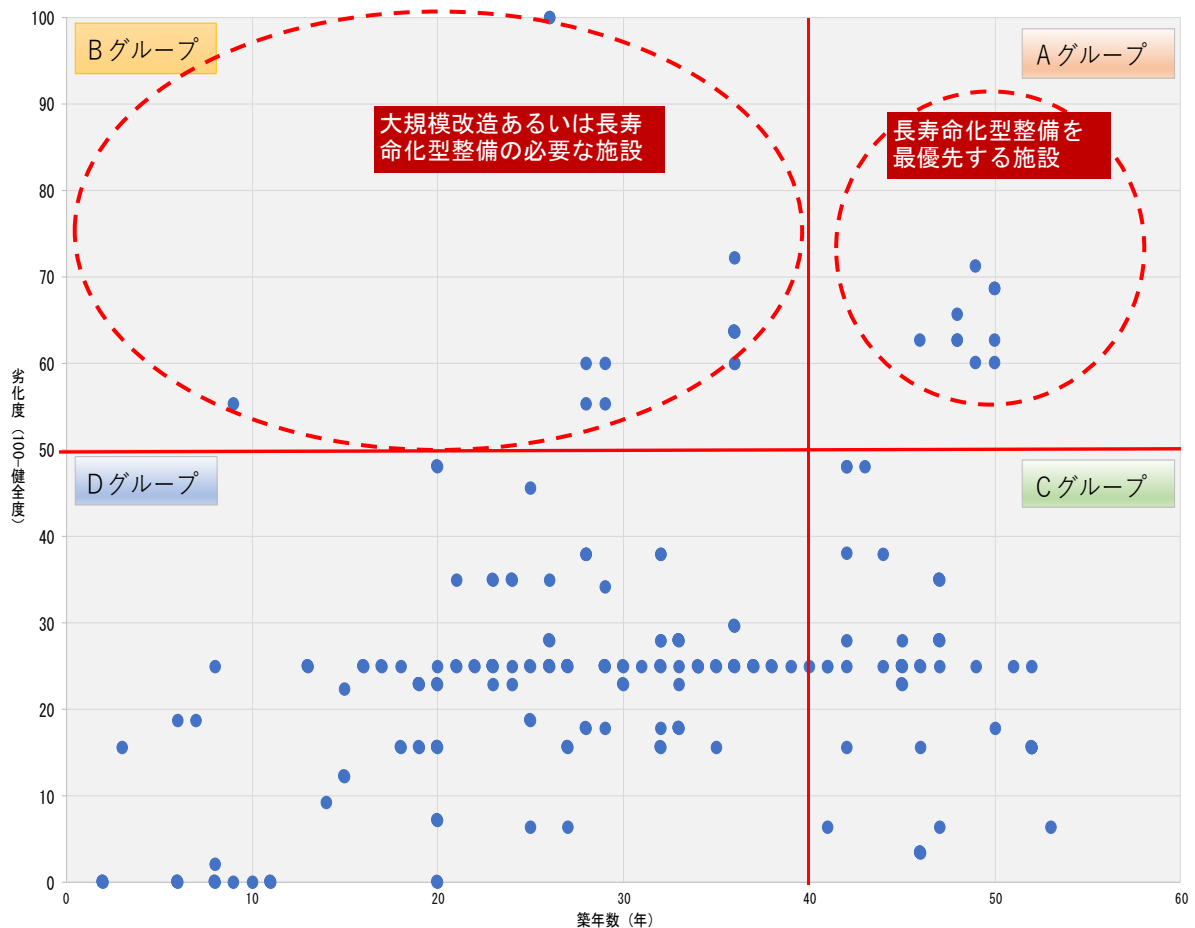 Bグループ
Aグループ
大規模改造あるいは長寿
命化型整備の必要な施設
長寿命化型整備を
最優先する施設
Dグループ
Cグループ
劣化度（100-健全度）
100
90
80
70
60
50
40
30
20
10
0
0
10
20
30
40
50
60
築年数（年）